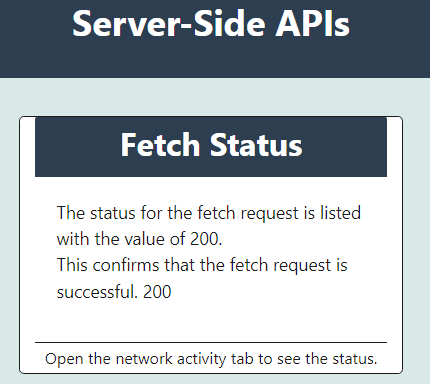 Server-Side APIs
Fetch Status
The status for the fetch request is listed
with the value of 200.
This confirms that the fetch request is
successful. 200
Open the network activity tab to see the status.